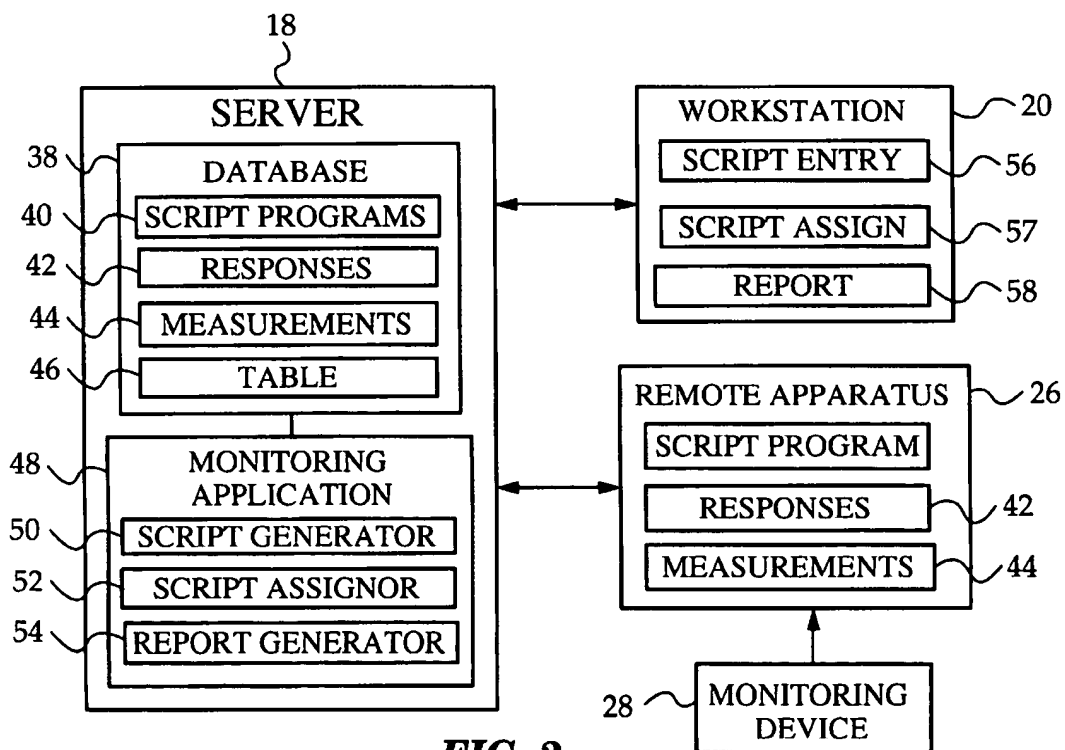 18
SERVER
38
DATABASE
40
SCRIPT PROGRAMS
42
RESPONSES
44
MEASUREMENTS
46
TABLE
48
MONITORING
APPLICATION
50
SCRIPT GENERATOR
52
SCRIPT ASSIGNOR
54
REPORT GENERATOR
WORKSTATION
20
SCRIPT ENTRY
56
SCRIPT ASSIGN
57
REPORT
58
REMOTE APPARATUS
26
SCRIPT PROGRAM
RESPONSES
42
MEASUREMENTS
44
28
MONITORING
DEVICE
FIG.